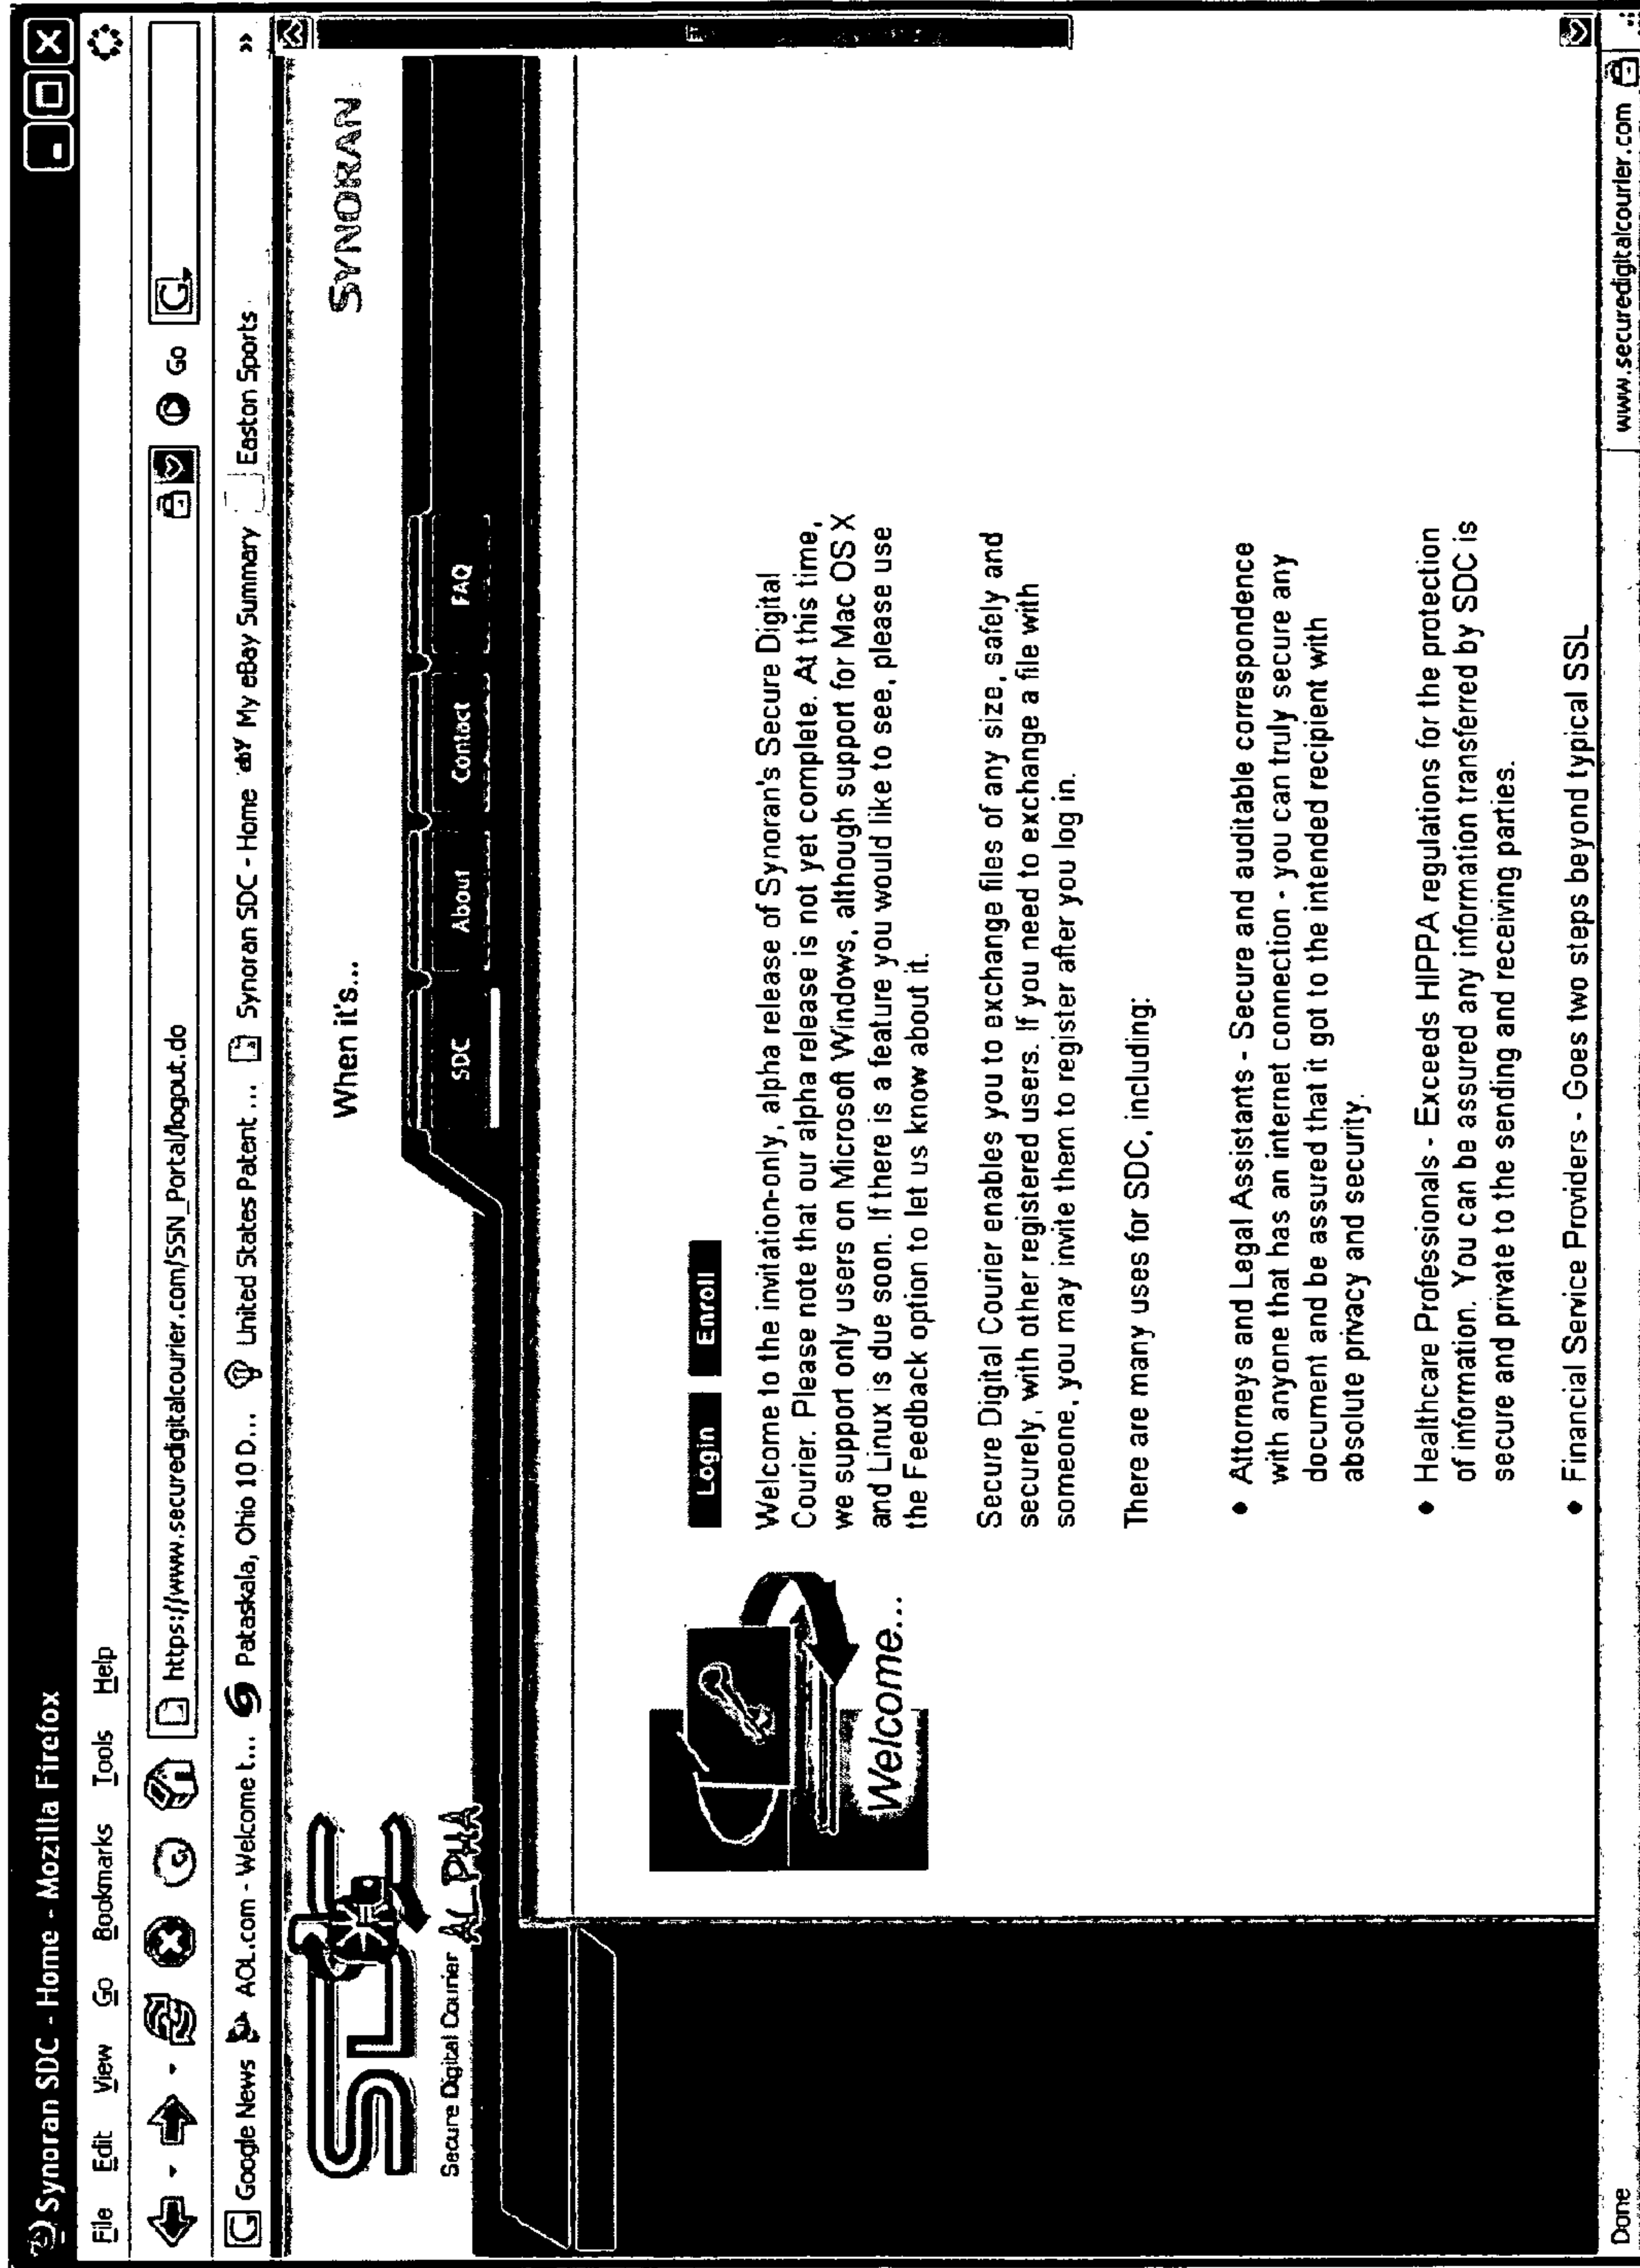 Synoran SDC - Home - Mozilla Firefox
File Edit View Go Bookmarks Tools Help
https://www.securedigitalcourier.com/SSN_Portal/logout.do Go G
G Google News AOL.com - Welcome t... Pataskala, Ohio 10 D... United States Patent ... Synoran SDC - Home ebY My eBay Summary Easton Sports »
SDC
When it's...
SYNORAN
Secure Digital Courier ALPHA
SDC About Contact FAQ
Login Enroll
Welcome...
Welcome to the invitation-only, alpha release of Synoran's Secure Digital
Courier. Please note that our alpha release is not yet complete. At this time,
we support only users on Microsoft Windows, although support for Mac OS X
and Linux is due soon. If there is a feature you would like to see, please use
the Feedback option to let us know about it.
Secure Digital Courier enables you to exchange files of any size, safely and
securely, with other registered users. If you need to exchange a file with
someone, you may invite them to register after you log in.
There are many uses for SDC, including:
• Attorneys and Legal Assistants - Secure and auditable correspondence
with anyone that has an internet connection - you can truly secure any
document and be assured that it got to the intended recipient with
absolute privacy and security.
• Healthcare Professionals - Exceeds HIPPA regulations for the protection
of information. You can be assured any information transferred by SDC is
secure and private to the sending and receiving parties.
• Financial Service Providers - Goes two steps beyond typical SSL
Done www.securedigitalcourier.com